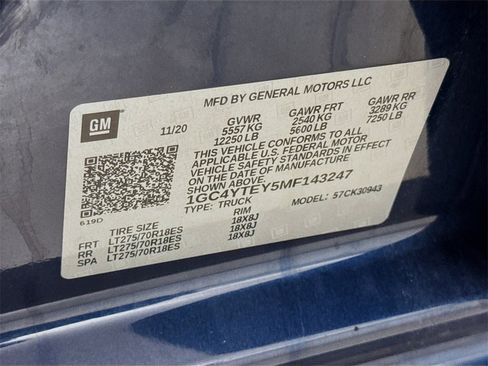 MFD BY GENERAL MOTORS LLC
GM 11/20 GVWR GAWR FRT GAWR RR
5557 KG 2540 KG 3289 KG
12250 LB 5600 LB 7250 LB
THIS VEHICLE CONFORMS TO ALL
APPLICABLE U.S. FEDERAL MOTOR
VEHICLE SAFETY STANDARDS IN EFFECT
ON THE DATE OF MANUFACTURE SHOWN ABOVE.
1GC4YTEY5MF143247
619D TYPE: TRUCK MODEL: 57CK30943
TIRE SIZE RIM
FRT LT275/70R18ES 18X8J
RR LT275/70R18ES 18X8J
SPA LT275/70R18ES 18X8J